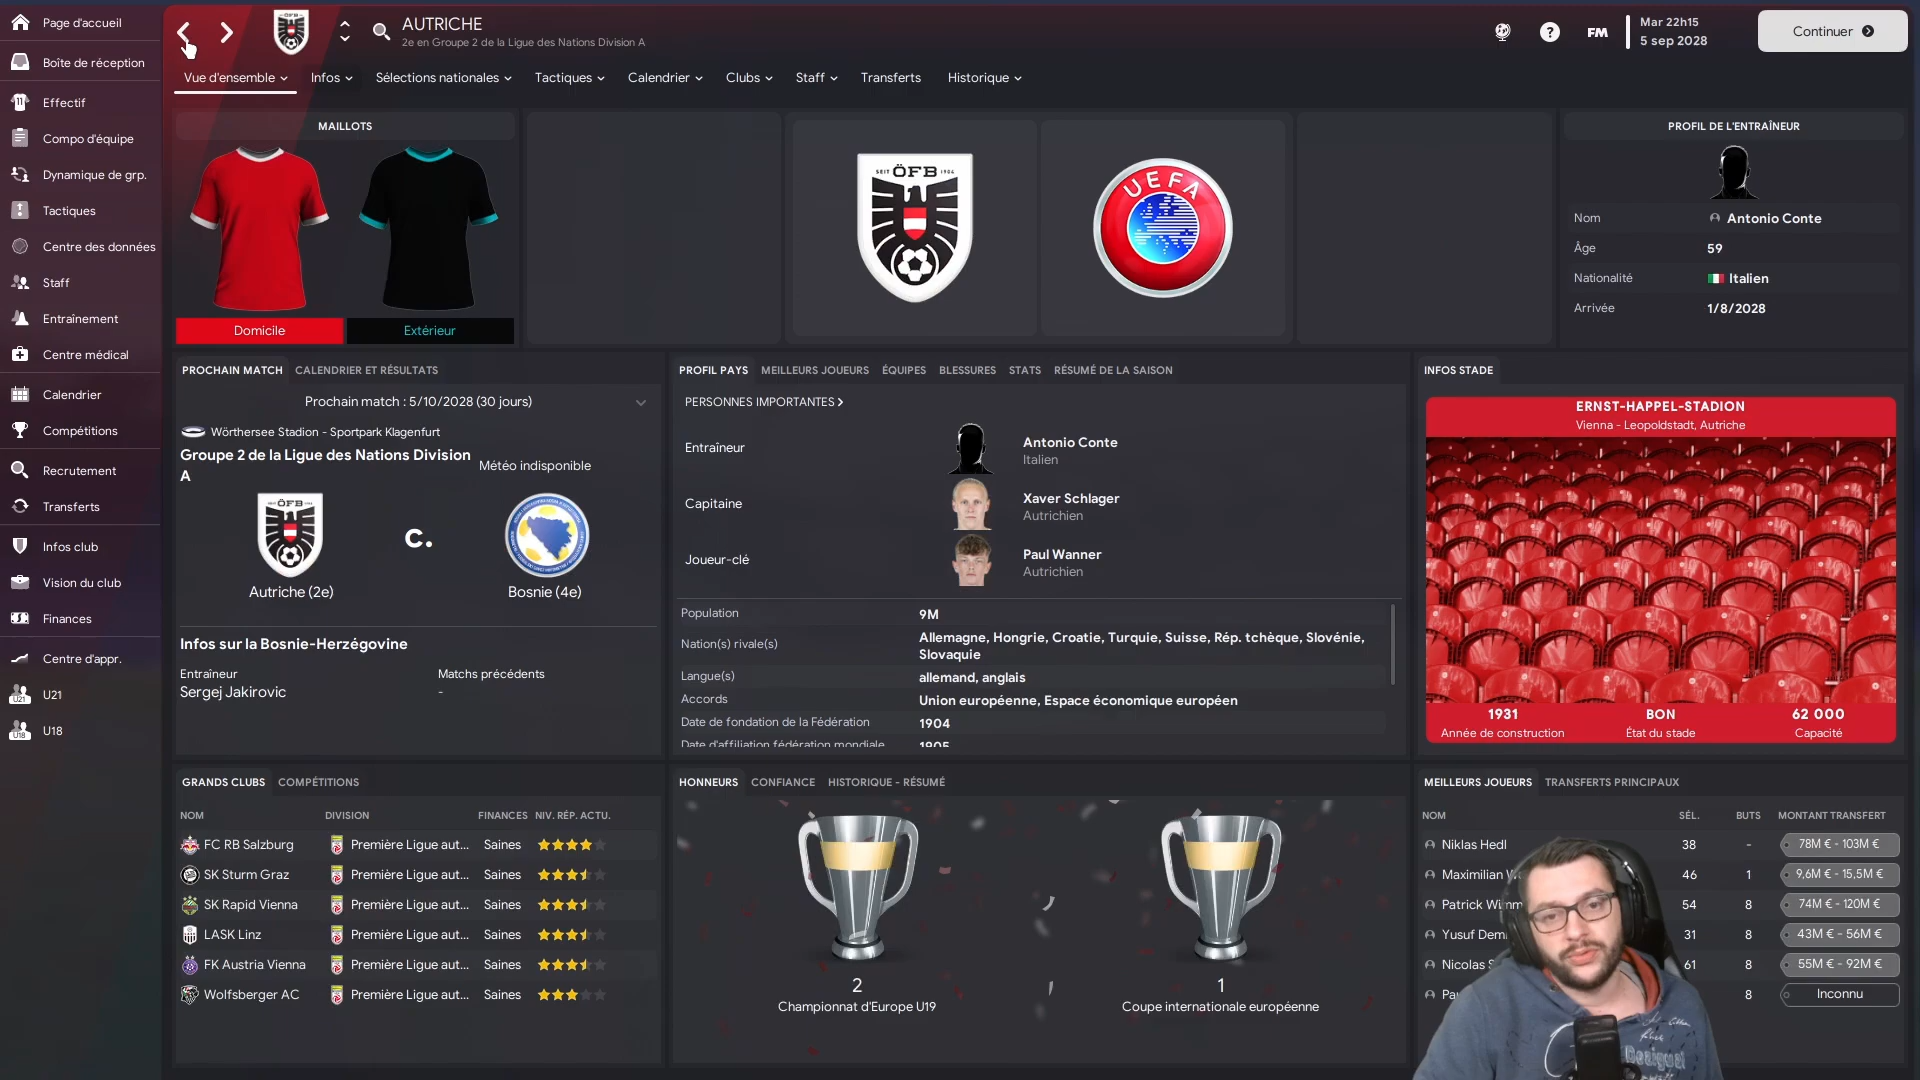 Page d'accueil
Boîte de réception
Effectif
Compo d'équipe
Dynamique de grp.
Tactiques
Centre des données
Staff
Entraînement
Centre médical
Calendrier
Compétitions
Recrutement
Transferts
Infos club
Vision du club
Finances
Centre d'appr.
U21
U18
AUTRICHE
2e en Groupe 2 de la Ligue des Nations Division A
FM
Mar 22h15
5 sep 2028
Continuer
Vue d'ensemble
Infos
Sélections nationales
Tactiques
Calendrier
Clubs
Staff
Transferts
Historique
MAILLOTS
Domicile
Extérieur
SEIT ÖFB 1904
UEFA
PROFIL DE L'ENTRAÎNEUR
Nom Antonio Conte
Âge 59
Nationalité Italien
Arrivée 1/8/2028
PROCHAIN MATCH
CALENDRIER ET RÉSULTATS
Prochain match : 5/10/2028 (30 jours)
Wörthersee Stadion - Sportpark Klagenfurt
Groupe 2 de la Ligue des Nations Division
A
Météo indisponible
ÖFB
c.
Autriche (2e)
Bosnie (4e)
Infos sur la Bosnie-Herzégovine
Entraîneur
Sergej Jakirovic
Matchs précédents
-
PROFIL PAYS
MEILLEURS JOUEURS
ÉQUIPES
BLESSURES
STATS
RÉSUMÉ DE LA SAISON
PERSONNES IMPORTANTES
Entraîneur
Antonio Conte
Italien
Capitaine
Xaver Schlager
Autrichien
Joueur-clé
Paul Wanner
Autrichien
Population 9M
Nation(s) rivale(s) Allemagne, Hongrie, Croatie, Turquie, Suisse, Rép. tchèque, Slovénie,
Slovaquie
Langue(s) allemand, anglais
Accords Union européenne, Espace économique européen
Date de fondation de la Fédération 1904
Date d'affiliation fédération mondiale 1905
INFOS STADE
ERNST-HAPPEL-STADION
Vienna - Leopoldstadt, Autriche
1931
Année de construction
BON
État du stade
62 000
Capacité
GRANDS CLUBS
COMPÉTITIONS
NOM DIVISION FINANCES NIV. RÉP. ACTU.
FC RB Salzburg Première Ligue aut... Saines
SK Sturm Graz Première Ligue aut... Saines
SK Rapid Vienna Première Ligue aut... Saines
LASK Linz Première Ligue aut... Saines
FK Austria Vienna Première Ligue aut... Saines
Wolfsberger AC Première Ligue aut... Saines
HONNEURS
CONFIANCE
HISTORIQUE - RÉSUMÉ
2
Championnat d'Europe U19
1
Coupe internationale européenne
MEILLEURS JOUEURS
TRANSFERTS PRINCIPAUX
NOM SÉL. BUTS MONTANT TRANSFERT
Niklas Hedl 38 - 78M € - 103M €
Maximilian 46 1 9,6M € - 15,5M €
Patrick 54 8 74M € - 120M €
Yusuf 31 8 43M € - 56M €
Nicolas 61 8 55M € - 92M €
8 Inconnu